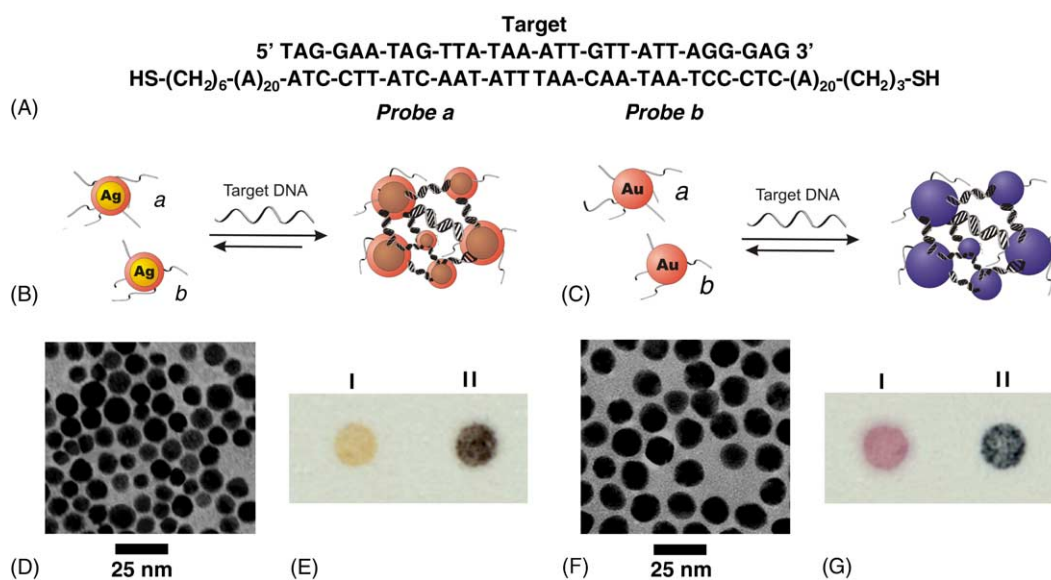 Target
5' TAG-GAA-TAG-TTA-TAA-ATT-GTT-ATT-AGG-GAG 3'
HS-(CH2)6-(A)20-ATC-CTT-ATC-AAT-ATTTAA-CAA-TAA-TCC-CTC-(A)20-(CH2)3-SH
(A) Probe a Probe b
Ag a
Target DNA
b Ag
(B)
Au a
Target DNA
Au b
(C)
25 nm
(D)
I II
(E)
25 nm
(F)
I II
(G)